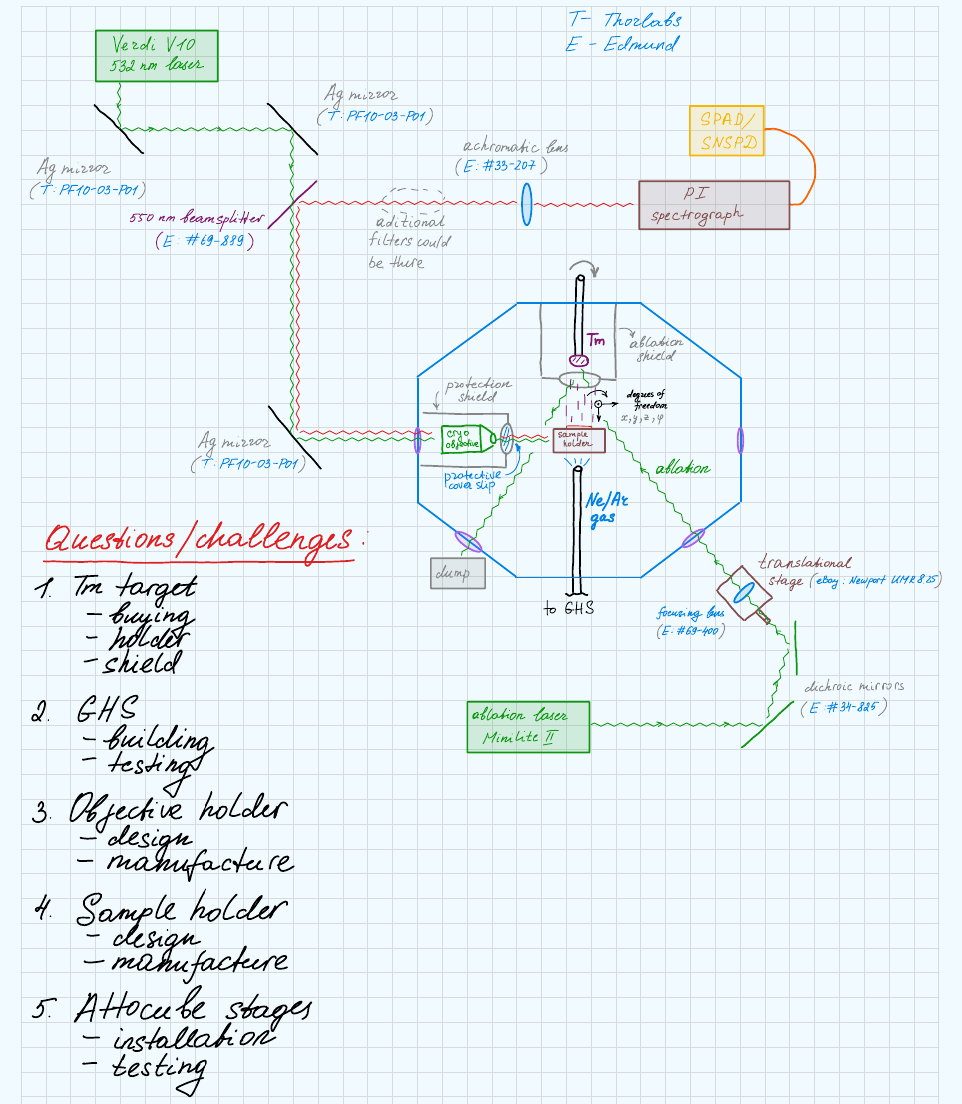 T- Thorlabs
E - Edmund
Verdi V10
532 nm laser
Ag mirror
(T: PF10-03-P01)
Ag mirror
(T: PF10-03-P01)
SPAD/
SNSPD
achromatic lens
(E: #33-207)
PI
spectrograph
550 nm beamsplitter
(E: #69-889)
aditional
filters could
be there
Tm
ablation
shield
protection
shield
degrees of
freedom
x, y, z, φ
cryo
objective
sample
holder
Ag mirror
(T: PF10-03-P01)
protective
cover slip
ablation
Ne/Ar
gas
dump
to GHS
translational
stage (ebay: Newport UMR8.25)
focusing lens
(E: #69-400)
dichroic mirrors
(E #34-825)
ablation laser
Minilite II
Questions/challenges:
1. Tm target
- buying
- holder
- shield
2. GHS
- building
- testing
3. Objective holder
- design
- manufacture
4. Sample holder
- design
- manufacture
5. Attocube stages
- installation
- testing